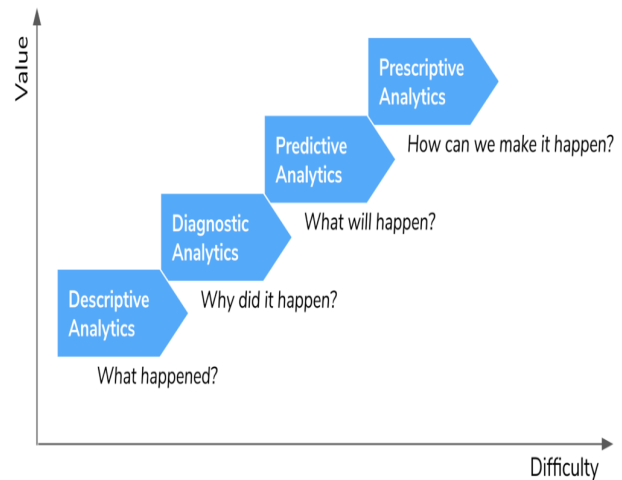 Value
Prescriptive
Analytics
How can we make it happen?
Predictive
Analytics
What will happen?
Diagnostic
Analytics
Why did it happen?
Descriptive
Analytics
What happened?
Difficulty